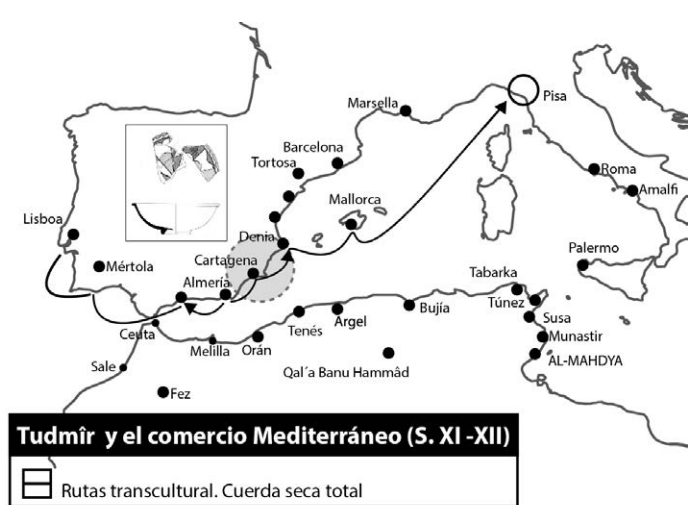 Marsella
Pisa
Barcelona
Tortosa
Roma
Mallorca
Amalfi
Lisboa
Denia
Cartagena
Palermo
Mértola
Almería
Tabarka
Túnez
Bujía
Argel
Tenés
Susa
Ceuta
Melilla
Orán
Munastir
Sale
Qal´a Banu Hammâd
AL-MAHDYA
Fez
Tudmîr y el comercio Mediterráneo (S. XI -XII)
Rutas transcultural. Cuerda seca total